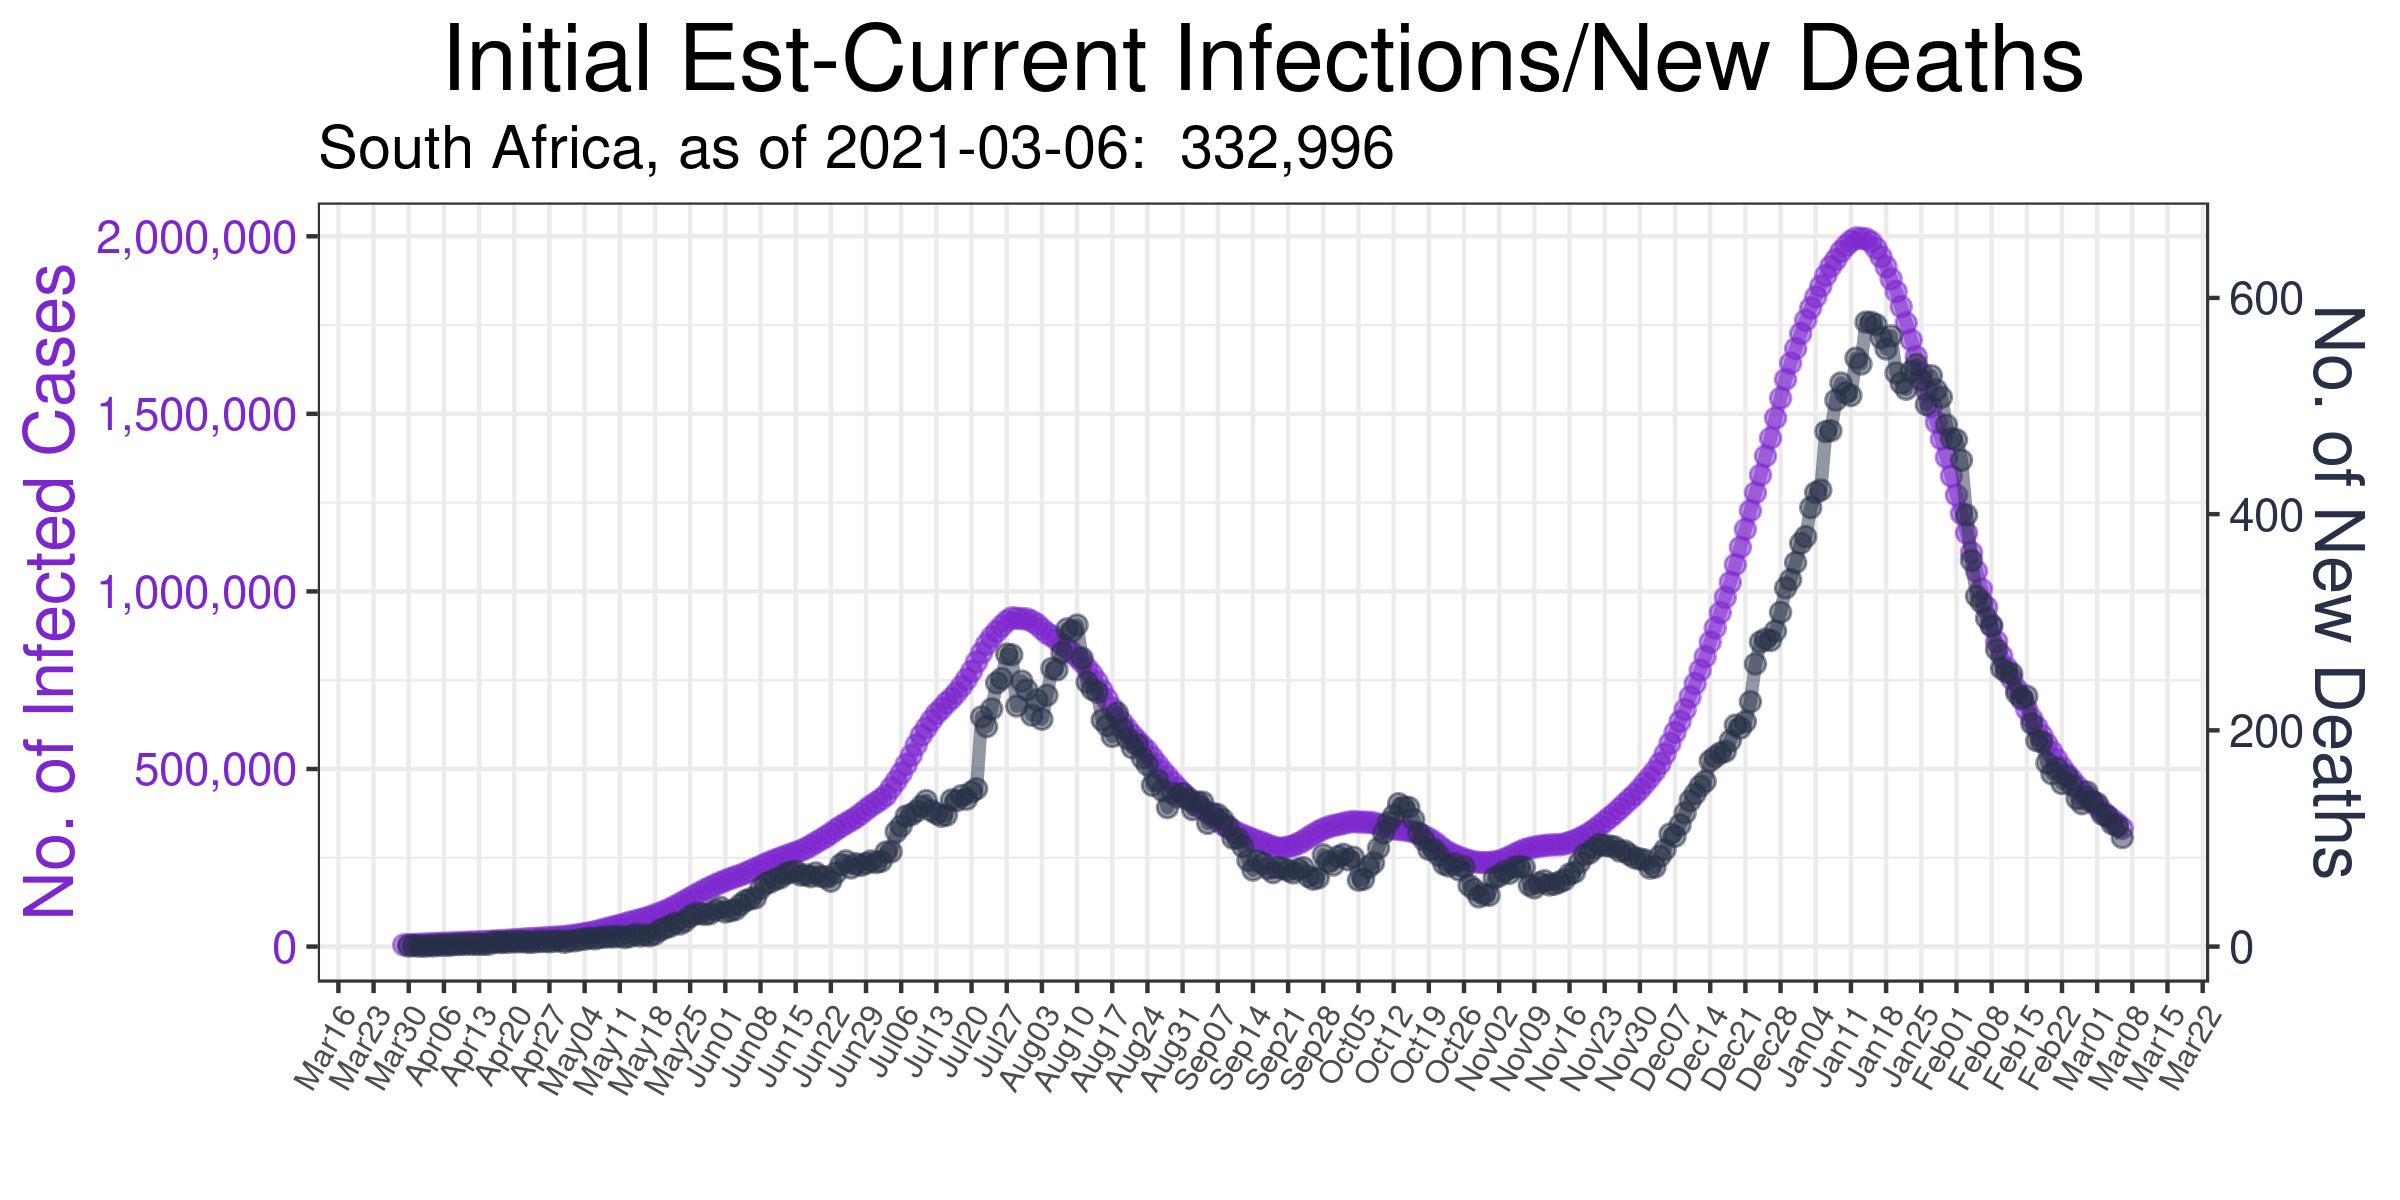 Initial Est-Current Infections/New Deaths
South Africa, as of 2021-03-06:  332,996
No. of Infected Cases
2,000,000
1,500,000
1,000,000
500,000
0
600
400
200
0
No. of New Deaths
Mar16
Mar23
Mar30
Apr06
Apr13
Apr20
Apr27
May04
May11
May18
May25
Jun01
Jun08
Jun15
Jun22
Jun29
Jul06
Jul13
Jul20
Jul27
Aug03
Aug10
Aug17
Aug24
Aug31
Sep07
Sep14
Sep21
Sep28
Oct05
Oct12
Oct19
Oct26
Nov02
Nov09
Nov16
Nov23
Nov30
Dec07
Dec14
Dec21
Dec28
Jan04
Jan11
Jan18
Jan25
Feb01
Feb08
Feb15
Feb22
Mar01
Mar08
Mar15
Mar22